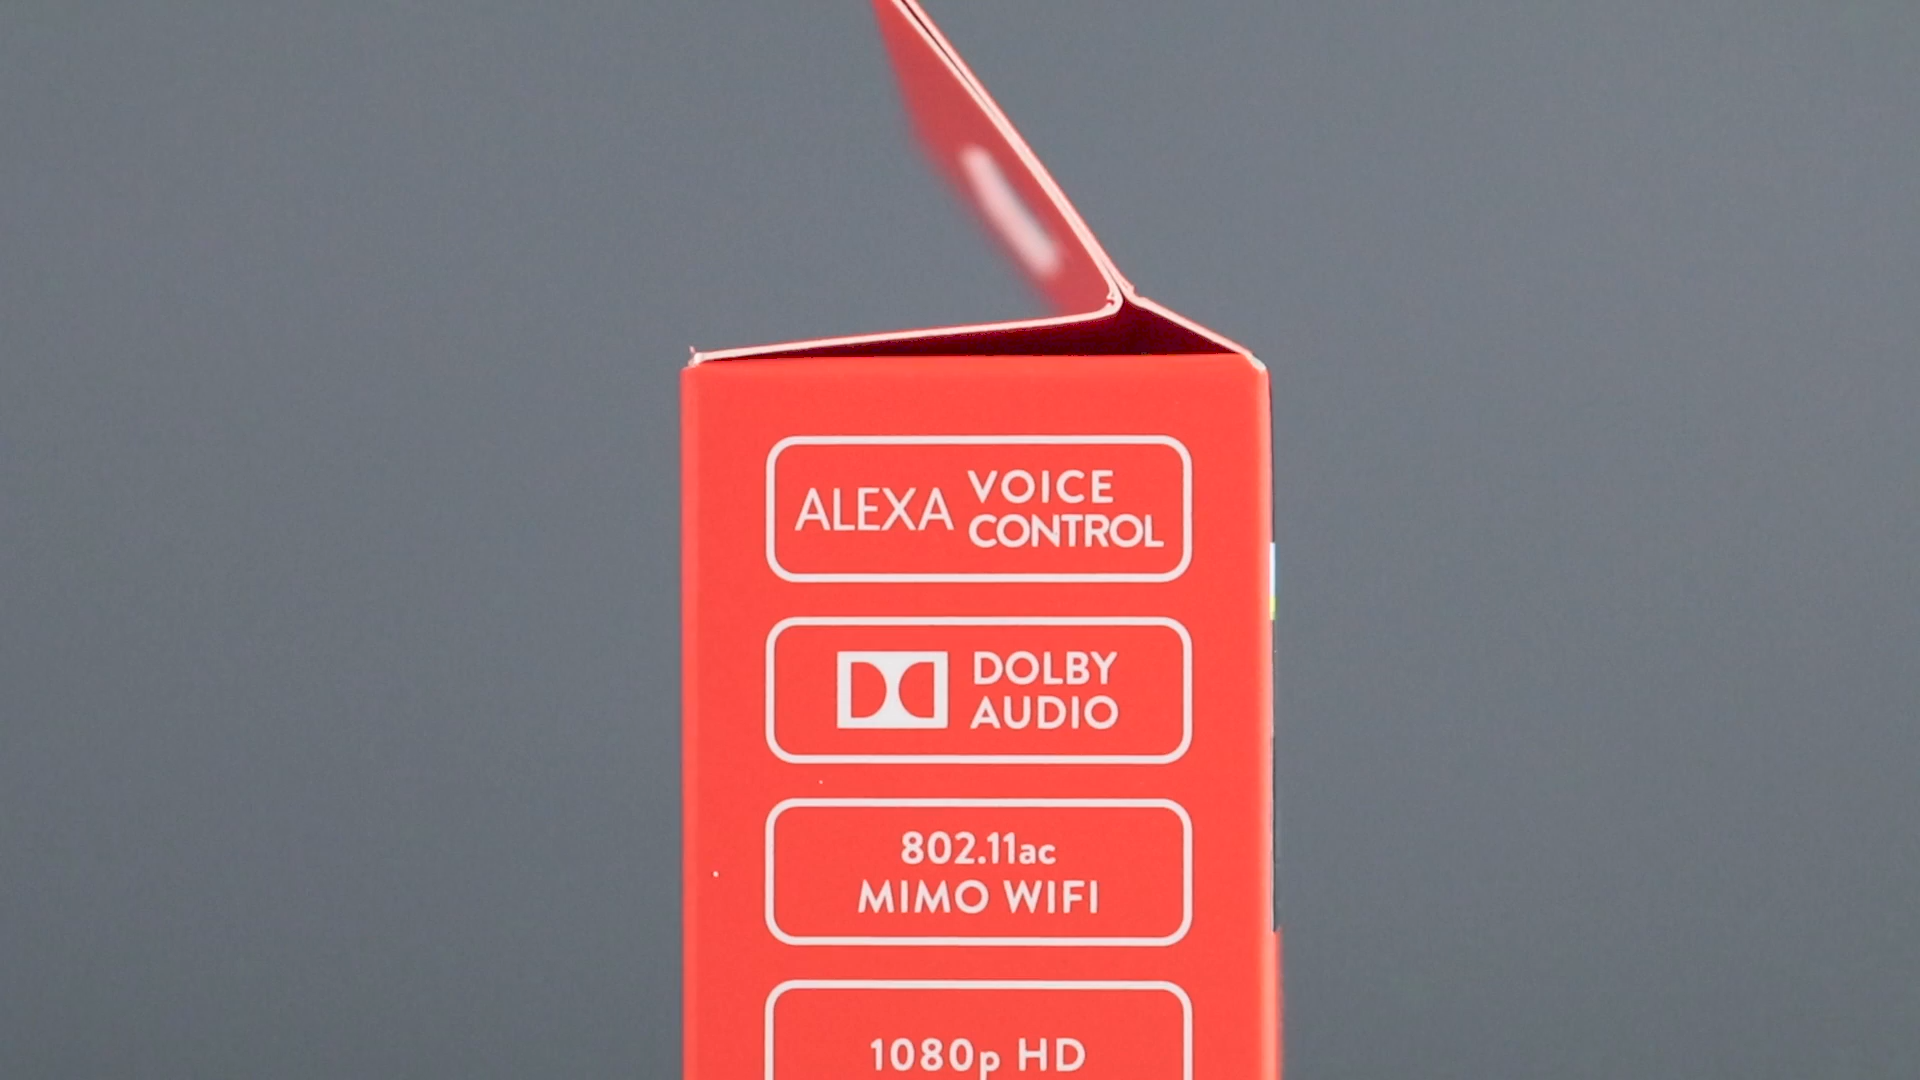 ALEXA VOICE
CONTROL
DOLBY
AUDIO
802.11ac
MIMO WIFI
1080p HD